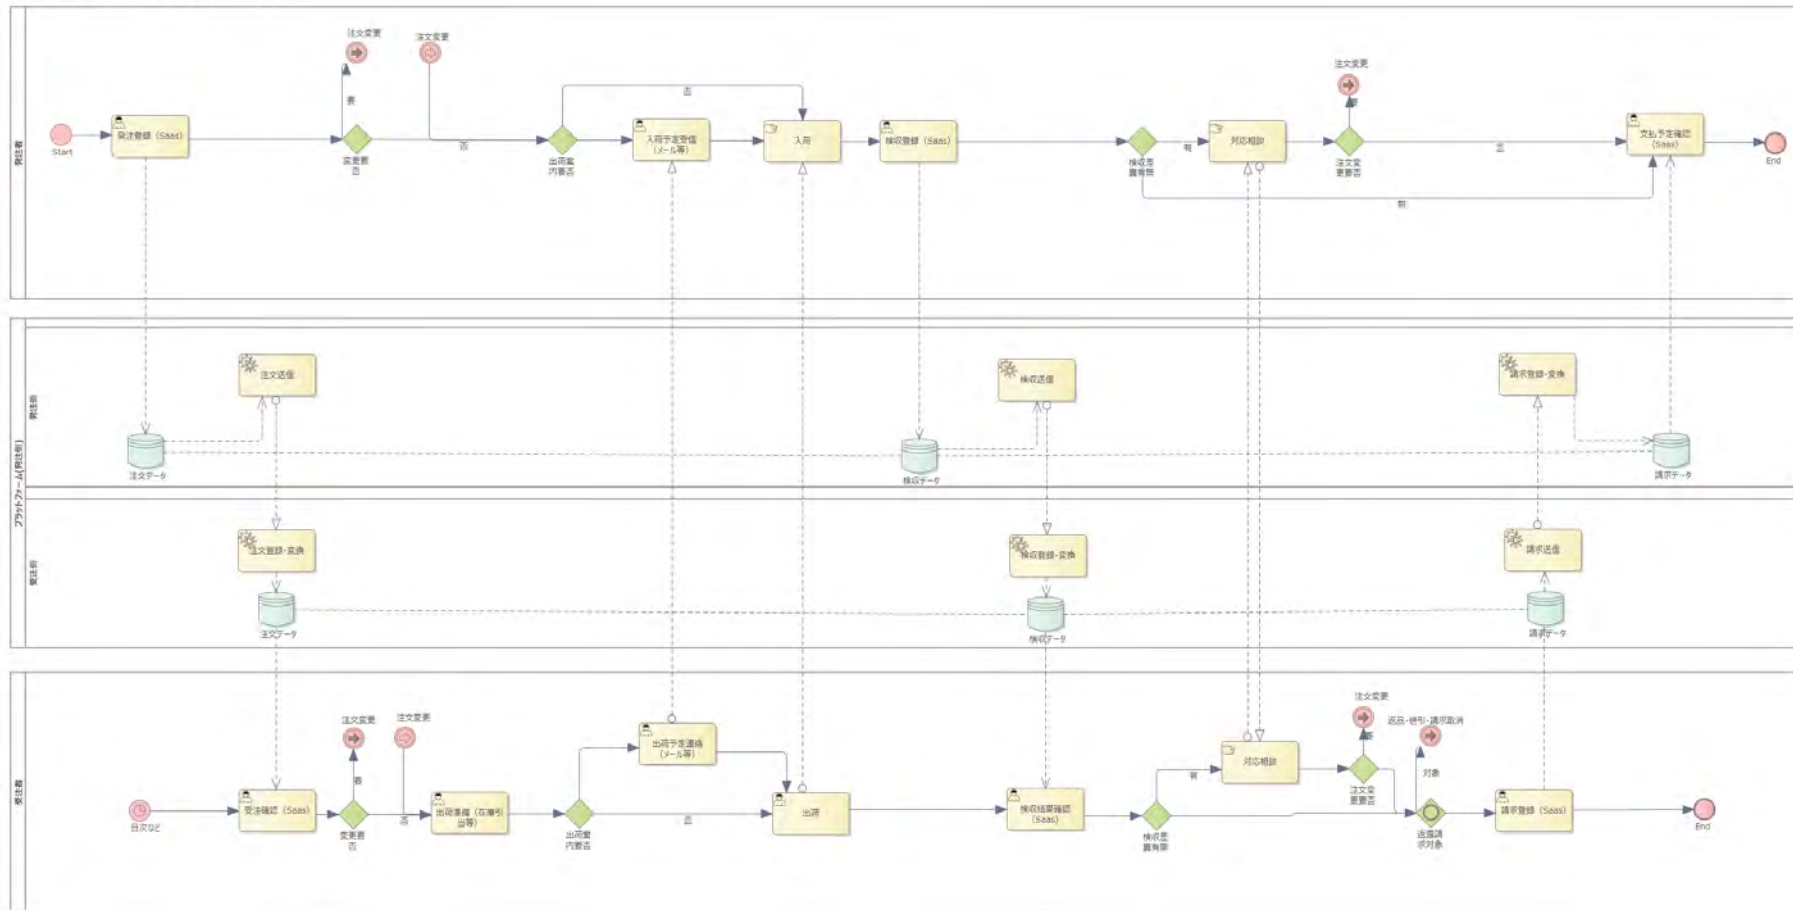 発注者
注文変更
注文変更
要
Start
発注登録（Saas）
変更要
否
否
出荷案
内要否
否
入荷予定受信
（メール等）
入荷
検収登録（Saas）
検収差
異有無
有
無
対応相談
注文変更
要
注文変
更要否
否
支払予定確認
（Saas）
End
プラットフォーム(発注側)
発注側
注文送信
注文データ
検収送信
検収データ
請求登録・変換
請求データ
受注側
注文登録・変換
注文データ
検収登録・変換
検収データ
請求送信
請求データ
受注者
日次など
受注確認（Saas）
注文変更
要
変更要
否
注文変更
否
出荷準備（在庫引
当等）
出荷案
内要否
出荷予定連絡
（メール等）
否
出荷
検収結果確認
（Saas）
検収差
異有無
有
対応相談
注文変更
要
注文変
更要否
返品・値引・請求取消
対象
返還請
求対象
請求登録（Saas）
End